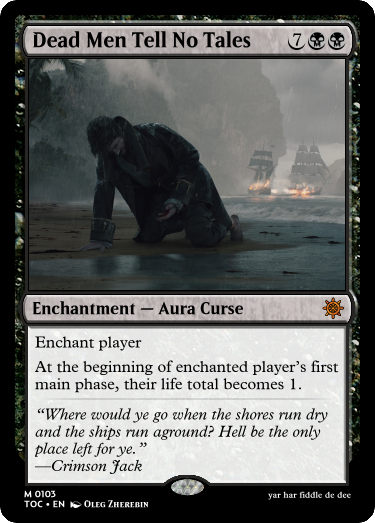 Dead Men Tell No Tales 7
Enchantment — Aura Curse
Enchant player
At the beginning of enchanted player's first
main phase, their life total becomes 1.
"Where would ye go when the shores run dry
and the ships run aground? Hell be the only
place left for ye."
—Crimson Jack
M 0103
TOC • EN Oleg Zherebin
yar har fiddle de dee